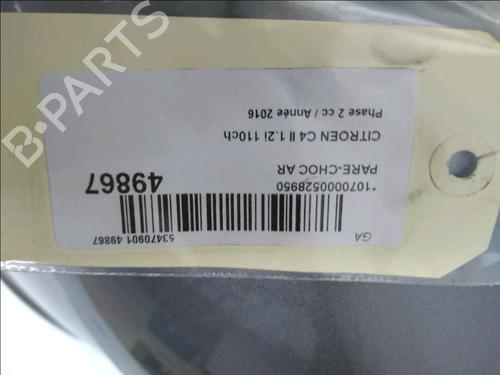 GA
53470901 49867
*1070000528950
PARE-CHOC AR
49867
CITROEN C4 II 1.2i 110ch
Phase 2 cc / Année 2016
B-PARTS